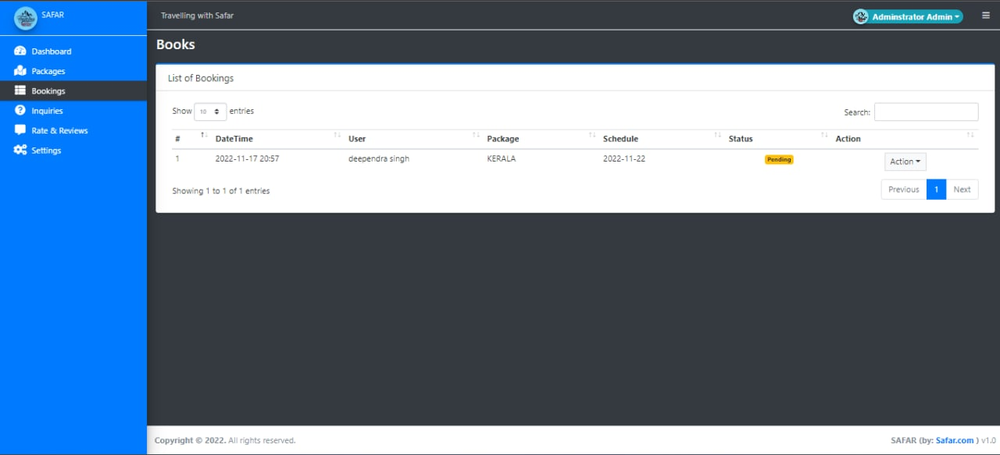 SAFAR
Travelling with Safar
Adminstrator Admin
Dashboard
Packages
Bookings
Inquiries
Rate & Reviews
Settings
Books
List of Bookings
Show 10 entries
Search:
# DateTime User Package Schedule Status Action
1 2022-11-17 20:57 deependra singh KERALA 2022-11-22 Pending Action
Showing 1 to 1 of 1 entries
Previous 1 Next
Copyright © 2022. All rights reserved.
SAFAR (by: Safar.com ) v1.0